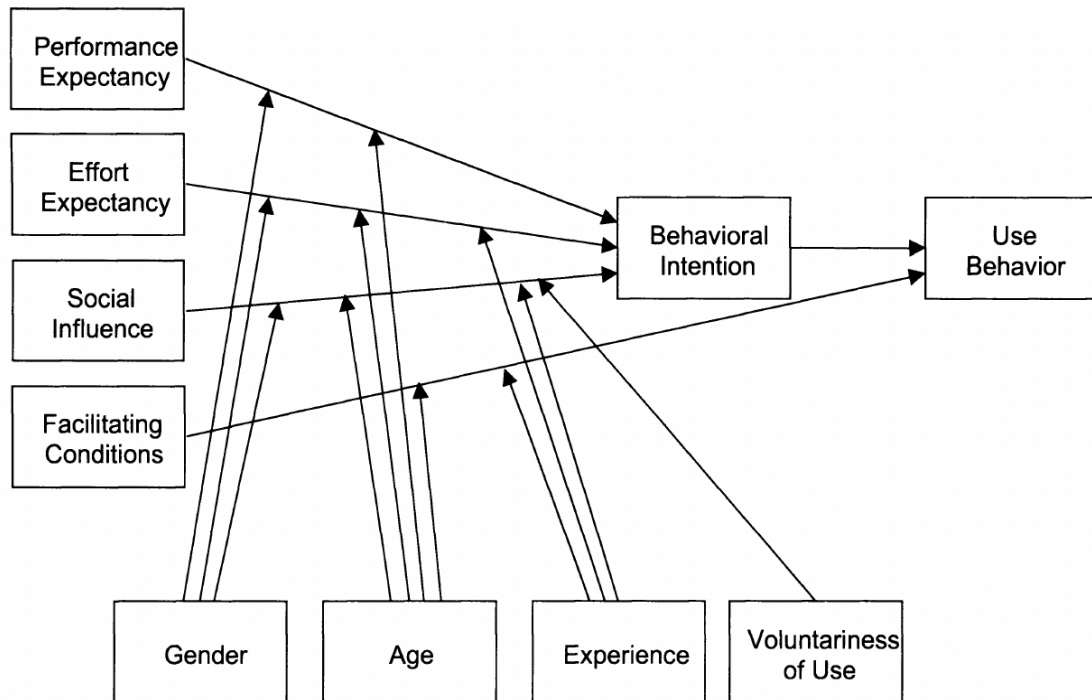 Performance
Expectancy
Effort
Expectancy
Social
Influence
Facilitating
Conditions
Behavioral
Intention
Use
Behavior
Gender
Age
Experience
Voluntariness
of Use